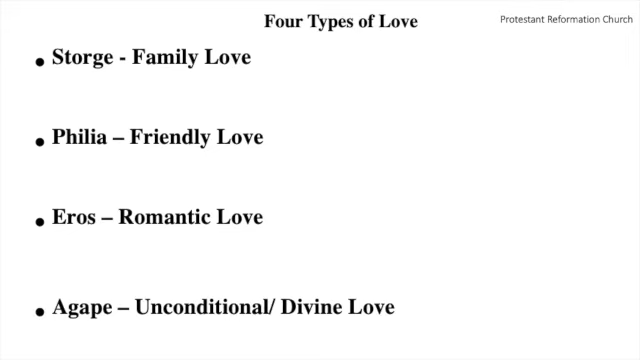 Four Types of Love
Protestant Reformation Church
• Storge - Family Love
• Philia – Friendly Love
• Eros – Romantic Love
• Agape – Unconditional/ Divine Love